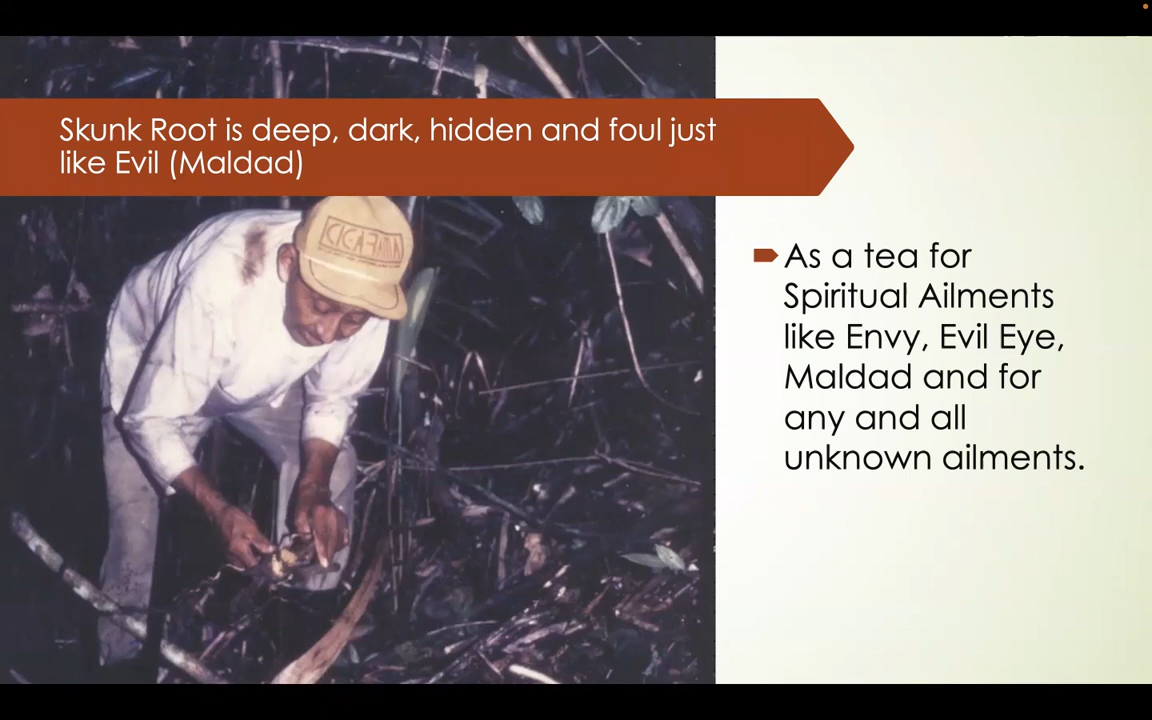 Skunk Root is deep, dark, hidden and foul just
like Evil (Maldad)
As a tea for
Spiritual Ailments
like Envy, Evil Eye,
Maldad and for
any and all
unknown ailments.